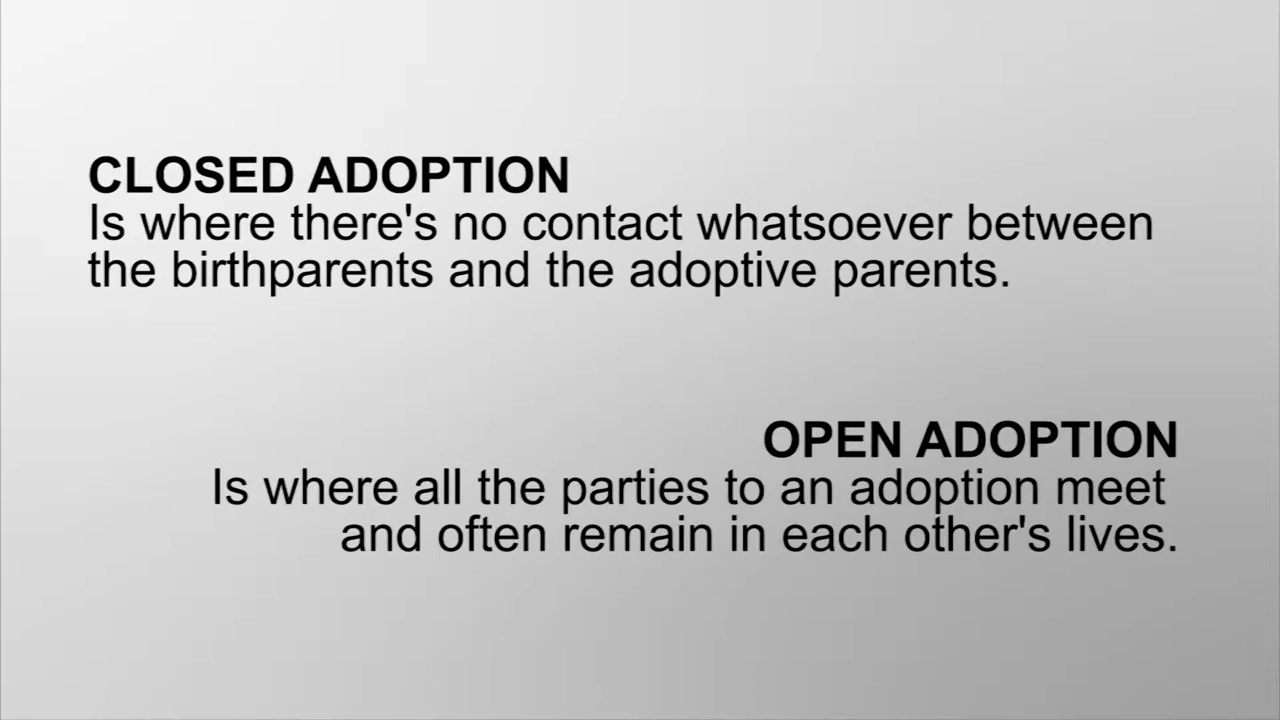 CLOSED ADOPTION
Is where there's no contact whatsoever between
the birthparents and the adoptive parents.
OPEN ADOPTION
Is where all the parties to an adoption meet
and often remain in each other's lives.